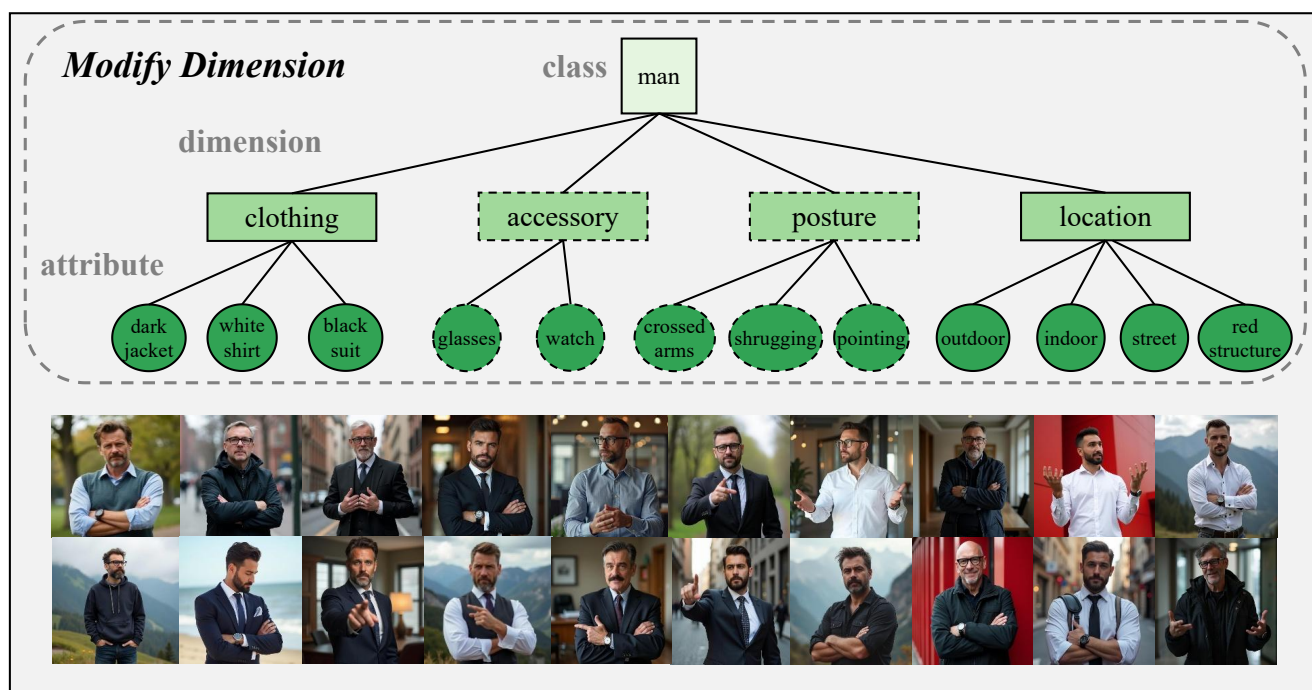 Modify Dimension
class
man
dimension
clothing
accessory
posture
location
attribute
dark
jacket
white
shirt
black
suit
glasses
watch
crossed
arms
shrugging
pointing
outdoor
indoor
street
red
structure